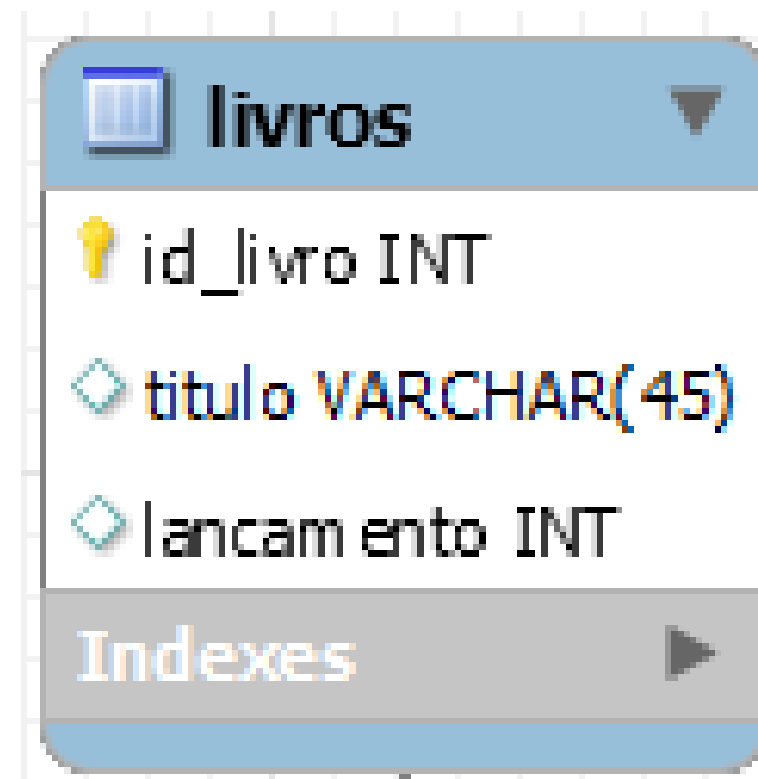 livros
id_livro INT
titulo VARCHAR(45)
lancamento INT
Indexes